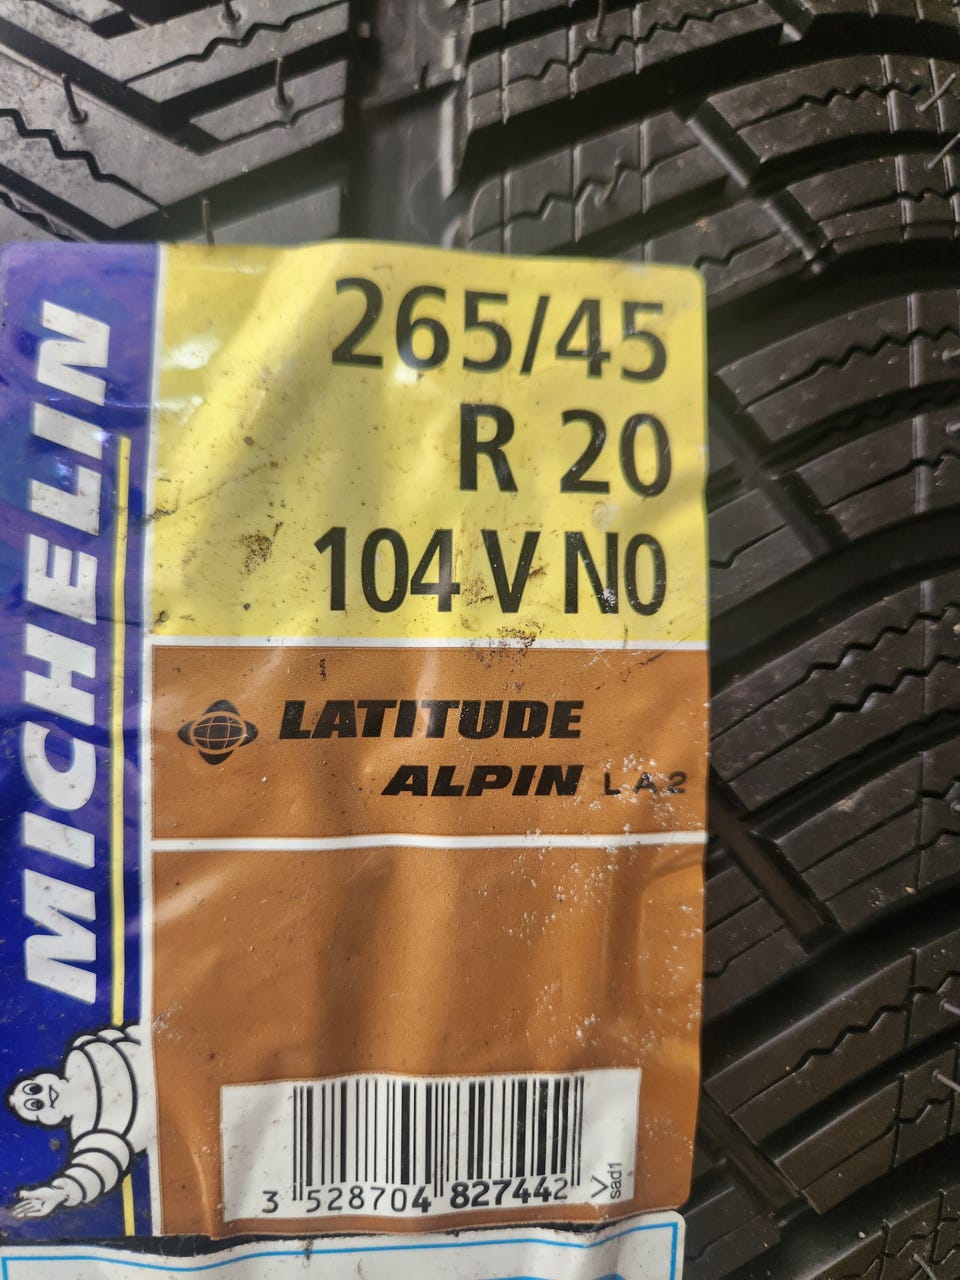 MICHELIN
265/45
R 20
104 V N0
LATITUDE
ALPIN LA2
3 528704 827442
sad1